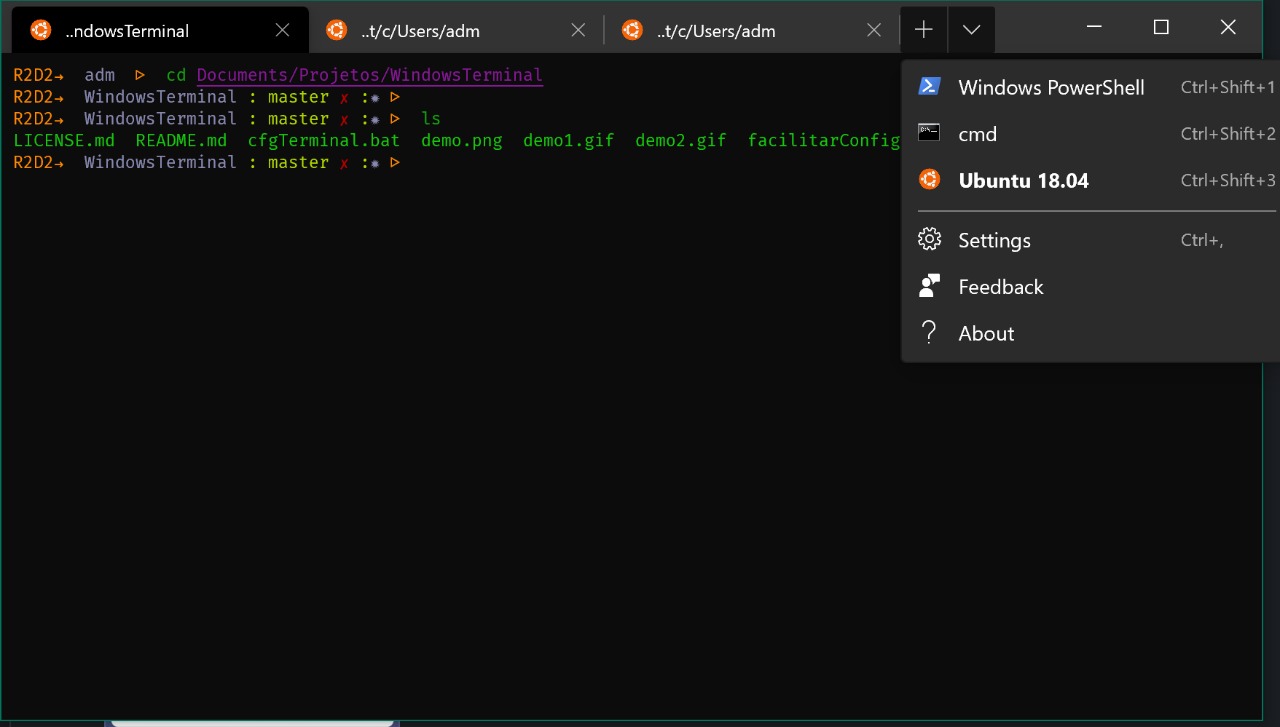 ..ndowsTerminal ..t/c/Users/adm ..t/c/Users/adm
R2D2→ adm ▷ cd Documents/Projetos/WindowsTerminal
R2D2→ WindowsTerminal : master ✗ :✹ ▷
R2D2→ WindowsTerminal : master ✗ :✹ ▷ ls
LICENSE.md README.md cfgTerminal.bat demo.png demo1.gif demo2.gif facilitarConfig
R2D2→ WindowsTerminal : master ✗ :✹ ▷
Windows PowerShell Ctrl+Shift+1
cmd Ctrl+Shift+2
Ubuntu 18.04 Ctrl+Shift+3
Settings Ctrl+,
Feedback
About